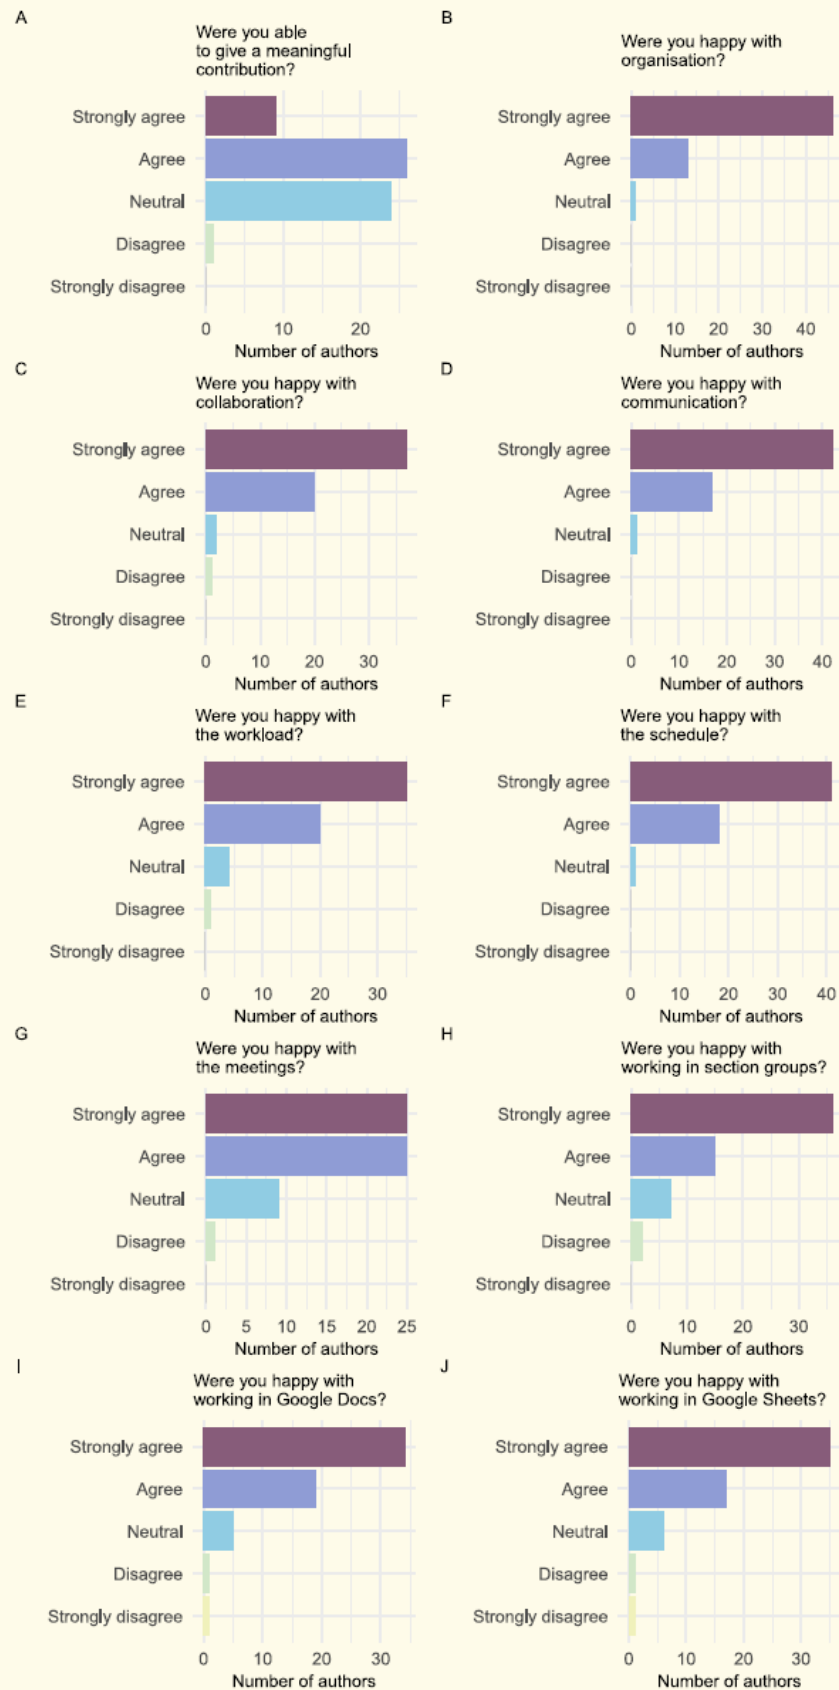 A
Were you able
to give a meaningful
contribution?
Strongly agree
Agree
Neutral
Disagree
Strongly disagree
0 10 20
Number of authors
B
Were you happy with
organisation?
Strongly agree
Agree
Neutral
Disagree
Strongly disagree
0 10 20 30 40
Number of authors
C
Were you happy with
collaboration?
Strongly agree
Agree
Neutral
Disagree
Strongly disagree
0 10 20 30
Number of authors
D
Were you happy with
communication?
Strongly agree
Agree
Neutral
Disagree
Strongly disagree
0 10 20 30 40
Number of authors
E
Were you happy with
the workload?
Strongly agree
Agree
Neutral
Disagree
Strongly disagree
0 10 20 30
Number of authors
F
Were you happy with
the schedule?
Strongly agree
Agree
Neutral
Disagree
Strongly disagree
0 10 20 30 40
Number of authors
G
Were you happy with
the meetings?
Strongly agree
Agree
Neutral
Disagree
Strongly disagree
0 5 10 15 20 25
Number of authors
H
Were you happy with
working in section groups?
Strongly agree
Agree
Neutral
Disagree
Strongly disagree
0 10 20 30
Number of authors
I
Were you happy with
working in Google Docs?
Strongly agree
Agree
Neutral
Disagree
Strongly disagree
0 10 20 30
Number of authors
J
Were you happy with
working in Google Sheets?
Strongly agree
Agree
Neutral
Disagree
Strongly disagree
0 10 20 30
Number of authors